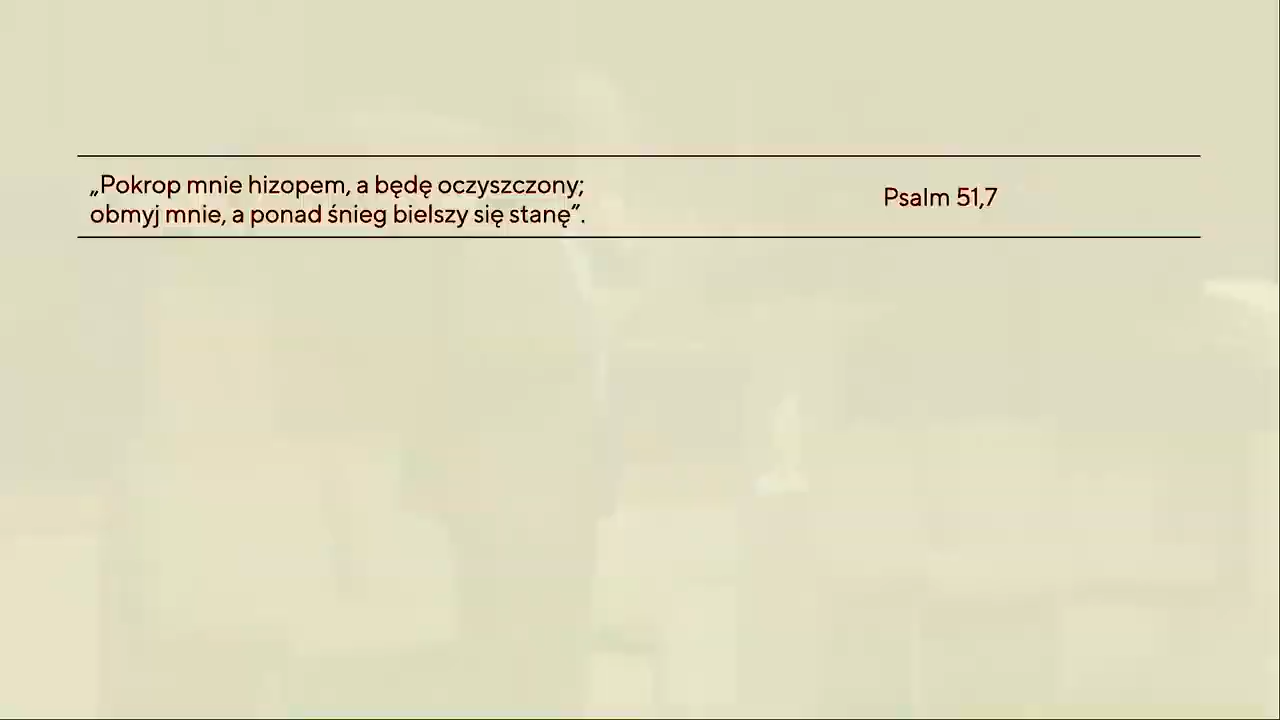 „Pokrop mnie hizopem, a będę oczyszczony;
obmyj mnie, a ponad śnieg bielszy się stanę”.
Psalm 51,7